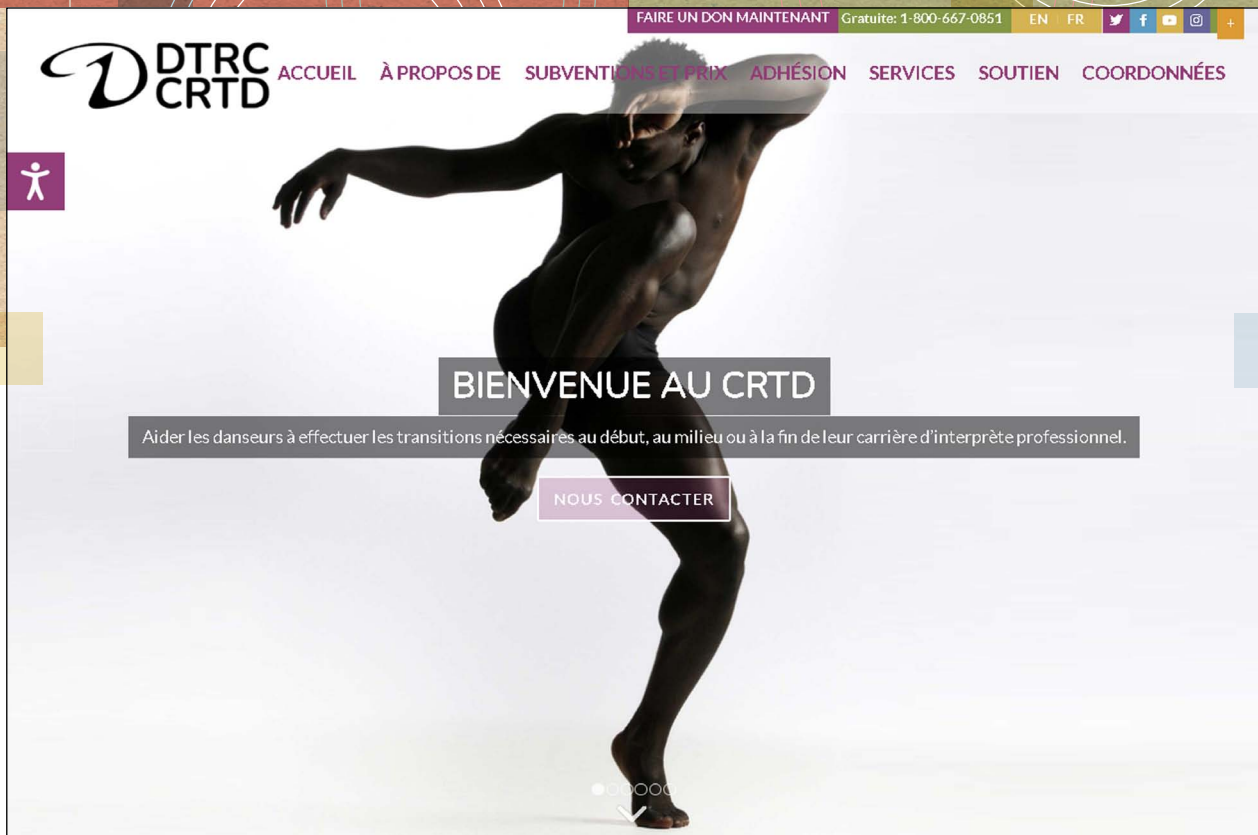 FAIRE UN DON MAINTENANT Gratuite: 1-800-667-0851 EN FR
DTRC
CRTD
ACCUEIL À PROPOS DE SUBVENTIONS ET PRIX ADHÉSION SERVICES SOUTIEN COORDONNÉES
BIENVENUE AU CRTD
Aider les danseurs à effectuer les transitions nécessaires au début, au milieu ou à la fin de leur carrière d'interprète professionnel.
NOUS CONTACTER